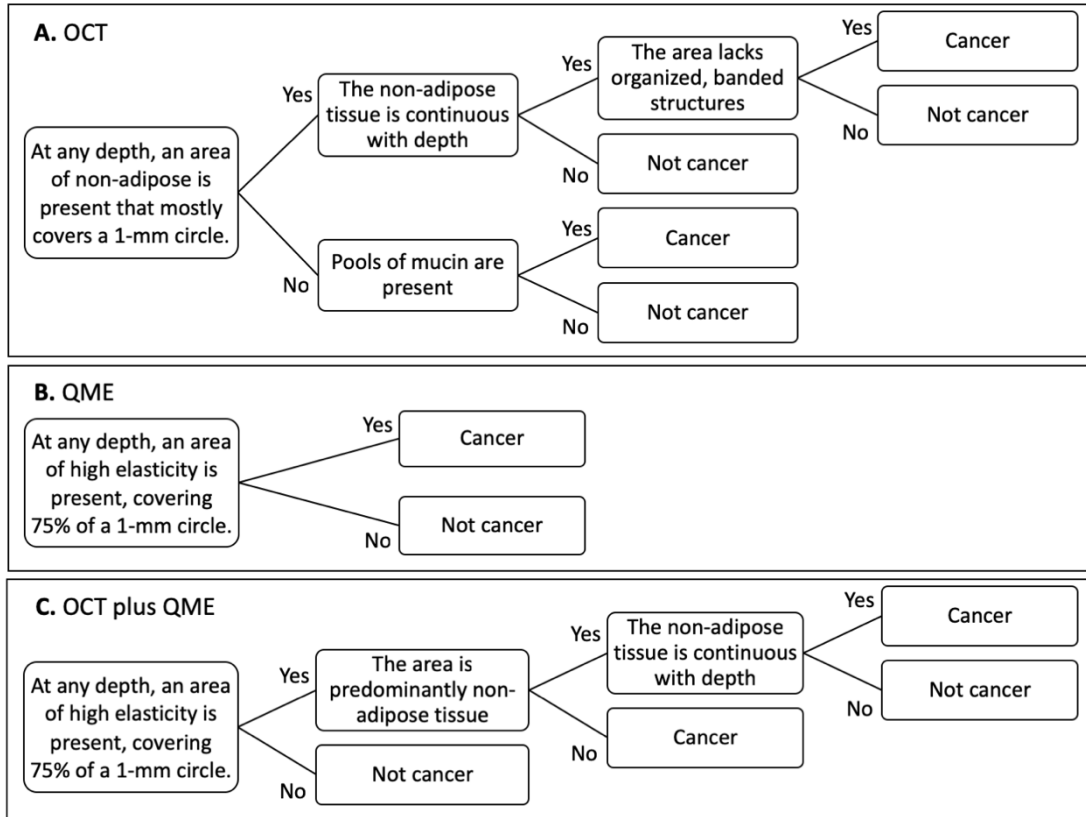 A. OCT
At any depth, an area
of non-adipose is
present that mostly
covers a 1-mm circle.
Yes
The non-adipose
tissue is continuous
with depth
Yes
The area lacks
organized, banded
structures
Yes
Cancer
No
Not cancer
No
Not cancer
No
Pools of mucin are
present
Yes
Cancer
No
Not cancer
B. QME
At any depth, an area
of high elasticity is
present, covering
75% of a 1-mm circle.
Yes
Cancer
No
Not cancer
C. OCT plus QME
At any depth, an area
of high elasticity is
present, covering
75% of a 1-mm circle.
Yes
The area is
predominantly non-
adipose tissue
Yes
The non-adipose
tissue is continuous
with depth
Yes
Cancer
No
Not cancer
No
Cancer
No
Not cancer